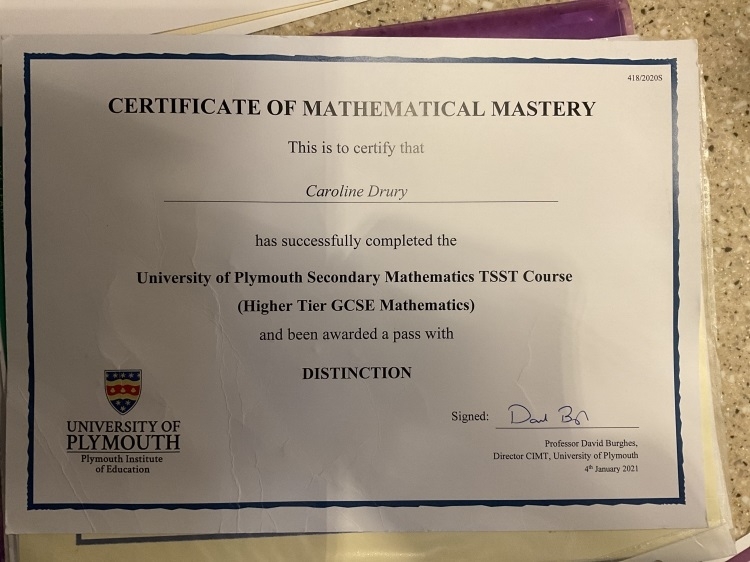 418/2020S
CERTIFICATE OF MATHEMATICAL MASTERY
This is to certify that
Caroline Drury
has successfully completed the
University of Plymouth Secondary Mathematics TSST Course
(Higher Tier GCSE Mathematics)
and been awarded a pass with
DISTINCTION
UNIVERSITY OF
PLYMOUTH
Plymouth Institute
of Education
Signed:
Professor David Burghes,
Director CIMT, University of Plymouth
4th January 2021